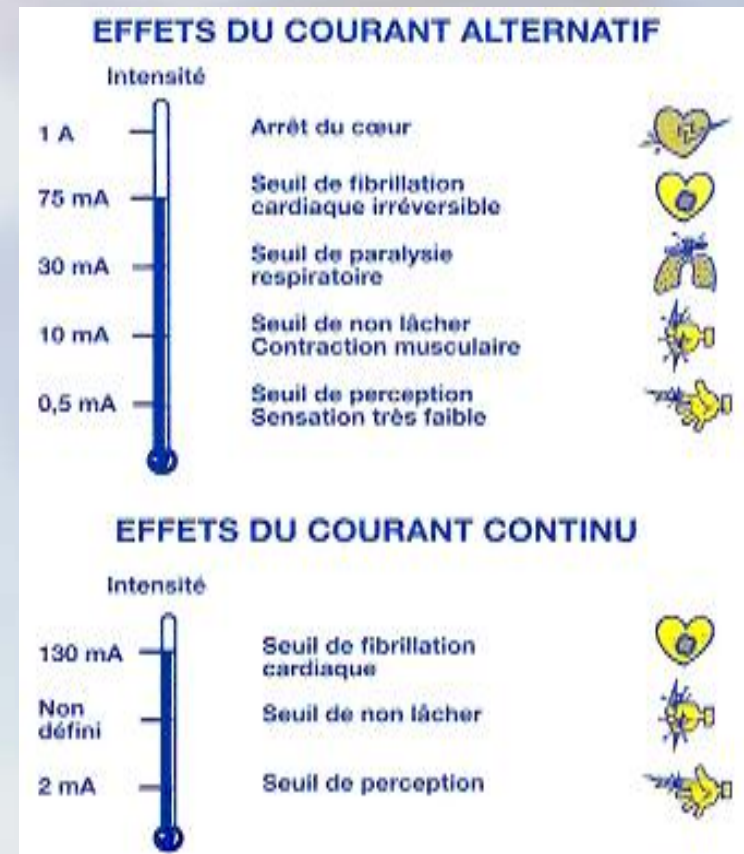 EFFETS DU COURANT ALTERNATIF
Intensité
1 A
Arrêt du cœur
75 mA
Seuil de fibrillation
cardiaque irréversible
30 mA
Seuil de paralysie
respiratoire
10 mA
Seuil de non lâcher
Contraction musculaire
0,5 mA
Seuil de perception
Sensation très faible
EFFETS DU COURANT CONTINU
Intensité
130 mA
Seuil de fibrillation
cardiaque
Non
défini
Seuil de non lâcher
2 mA
Seuil de perception